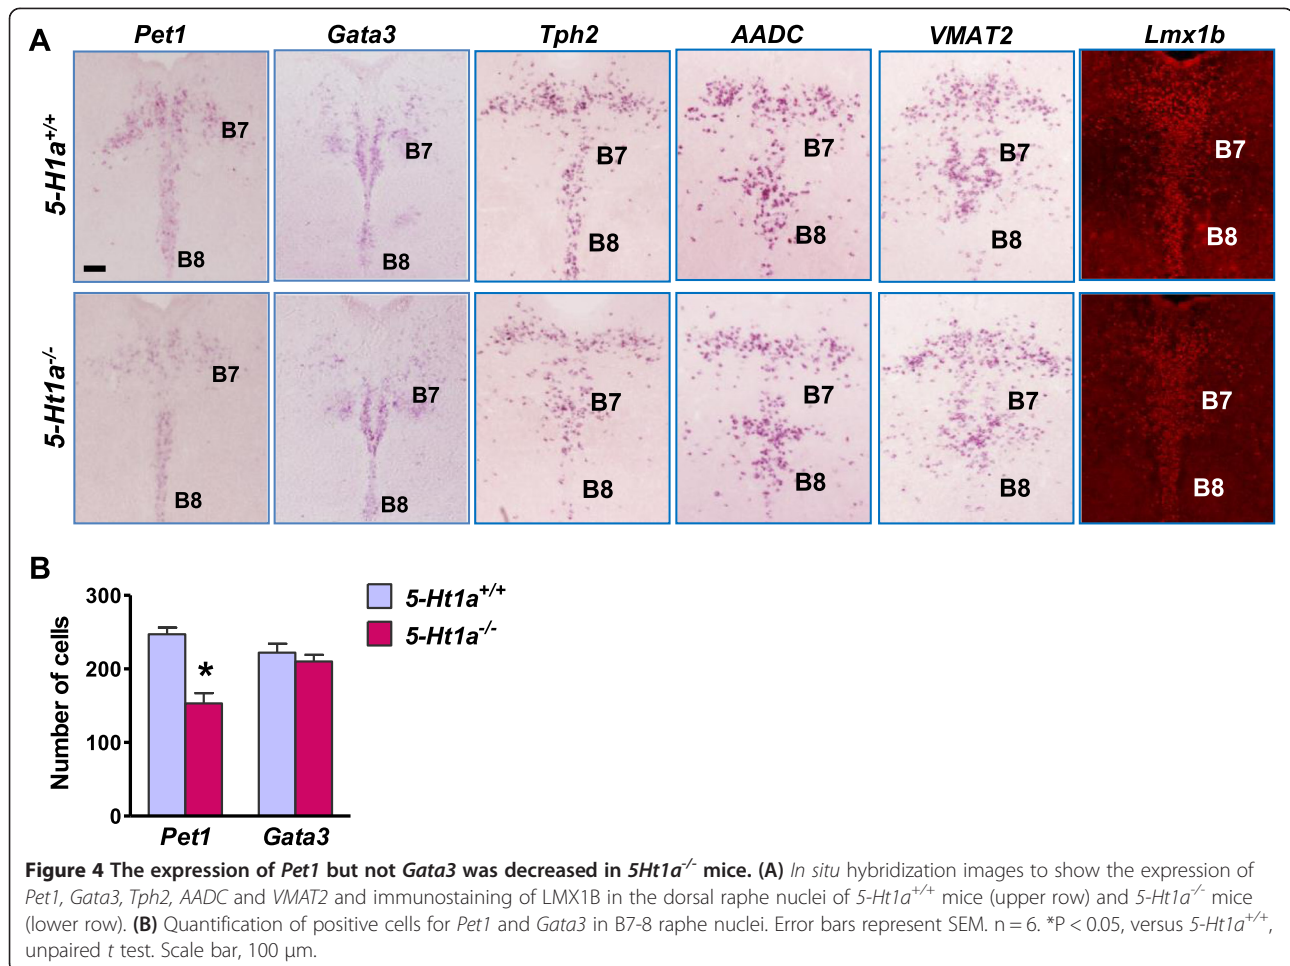 A
Pet1 Gata3 Tph2 AADC VMAT2 Lmx1b
5-H1a+/+
B7 B7 B7 B7 B7 B7
B8 B8 B8 B8 B8 B8
5-Ht1a-/-
B7 B7 B7 B7 B7 B7
B8 B8 B8 B8 B8 B8
B
Number of cells
300
200
100
0
*
5-Ht1a+/+
5-Ht1a-/-
Pet1 Gata3
Figure 4 The expression of Pet1 but not Gata3 was decreased in 5Ht1a-/- mice. (A) In situ hybridization images to show the expression of
Pet1, Gata3, Tph2, AADC and VMAT2 and immunostaining of LMX1B in the dorsal raphe nuclei of 5-Ht1a+/+ mice (upper row) and 5-Ht1a-/- mice
(lower row). (B) Quantification of positive cells for Pet1 and Gata3 in B7-8 raphe nuclei. Error bars represent SEM. n = 6. *P < 0.05, versus 5-Ht1a+/+,
unpaired t test. Scale bar, 100 μm.